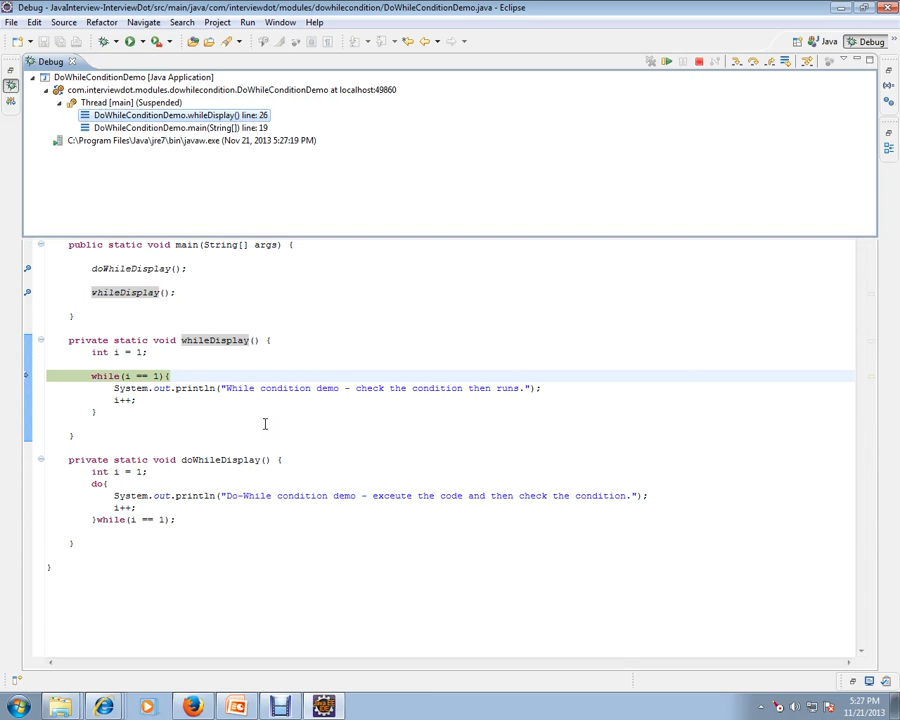 Debug - JavaInterview-InterviewDot/src/main/java/com/interviewdot/modules/dowhilecondition/DoWhileConditionDemo.java - Eclipse
File Edit Source Refactor Navigate Search Project Run Window Help
Java Debug
Debug
DoWhileConditionDemo [Java Application]
com.interviewdot.modules.dowhilecondition.DoWhileConditionDemo at localhost:49860
Thread [main] (Suspended)
DoWhileConditionDemo.whileDisplay() line: 26
DoWhileConditionDemo.main(String[]) line: 19
C:\Program Files\Java\jre7\bin\javaw.exe (Nov 21, 2013 5:27:19 PM)
public static void main(String[] args) {
doWhileDisplay();
whileDisplay();
}
private static void whileDisplay() {
int i = 1;
while(i == 1){
System.out.println("While condition demo - check the condition then runs.");
i++;
}
}
private static void doWhileDisplay() {
int i = 1;
do{
System.out.println("Do-While condition demo - exceute the code and then check the condition.");
i++;
}while(i == 1);
}
}
5:27 PM
11/21/2013